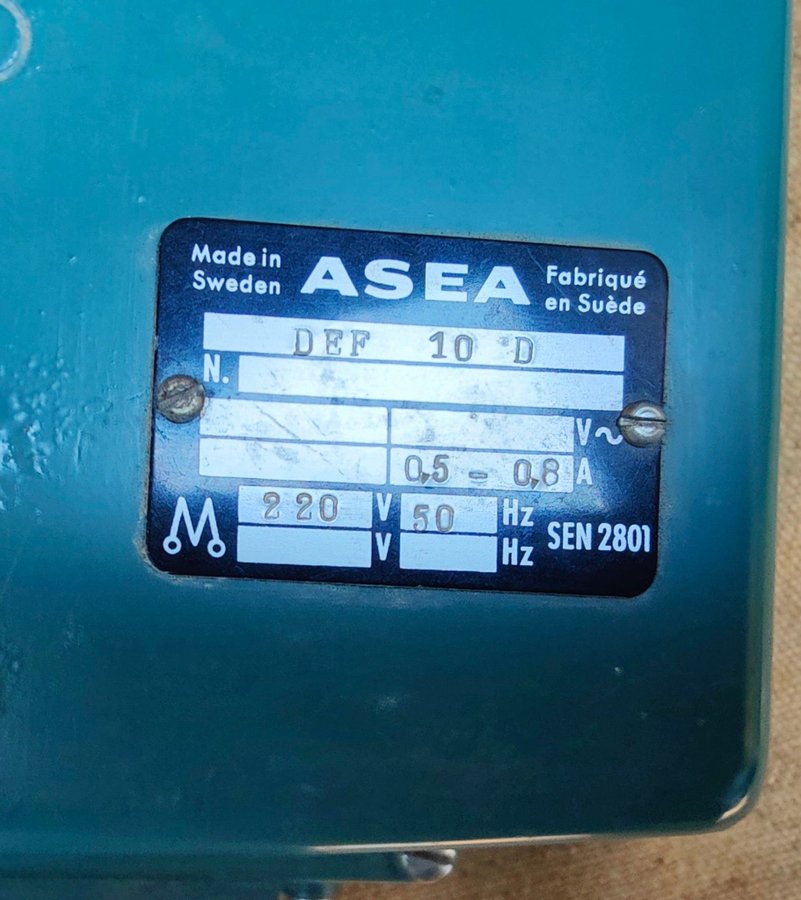 Made in
Sweden
ASEA
Fabriqué
en Suède
DEF 10 D
N.
V~
0,5 - 0,8 A
220 V 50 Hz
V Hz
SEN 2801